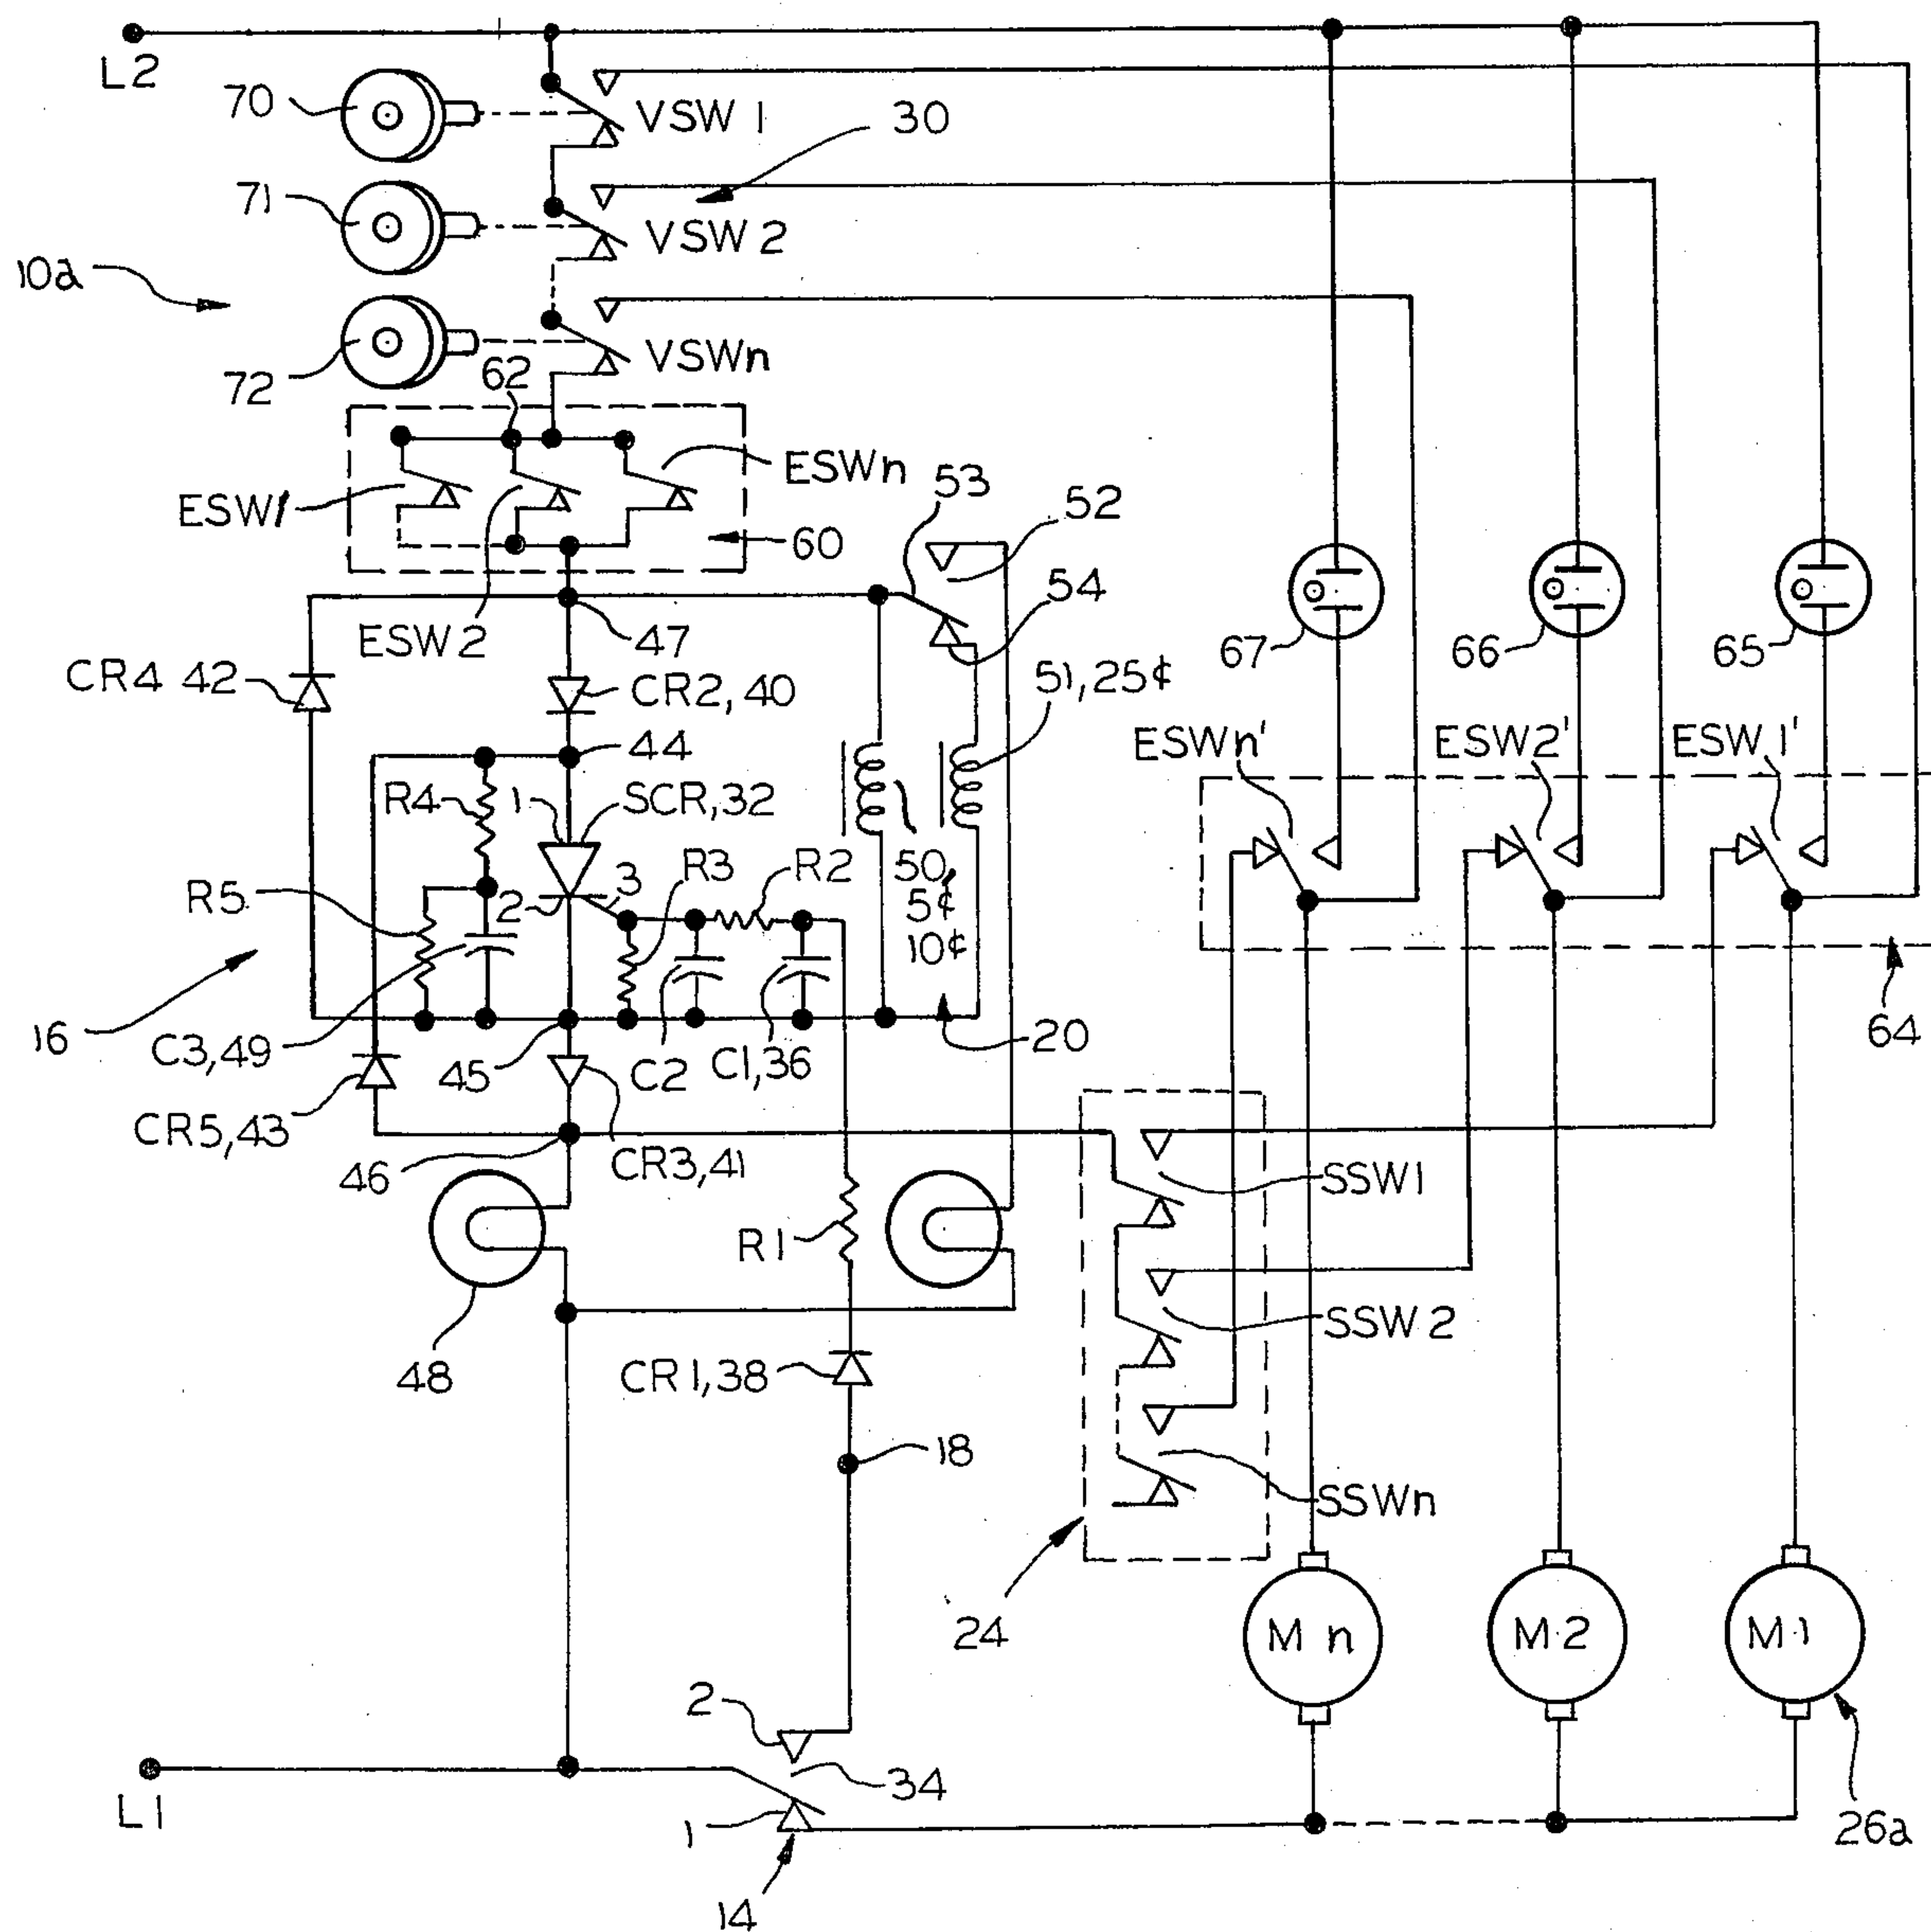 L2
70
VSW 1
30
71
VSW 2
10a
72
62
VSWn
ESW1
ESWn
53
52
60
54
ESW 2
47
67
66
65
CR4 42
CR2, 40
51, 25¢
44
ESWn'
ESW2'
ESW 1'
R4
1
SCR, 32
R5
2
3
R3
R2
50,
5¢
10¢
16
C3,49
45
C2
C1,36
20
64
CR5,43
46
CR3,41
SSW1
R1
48
CR1,38
SSW 2
18
SSWn
24
M n
M 2
M 1
2
34
L1
1
26a
14